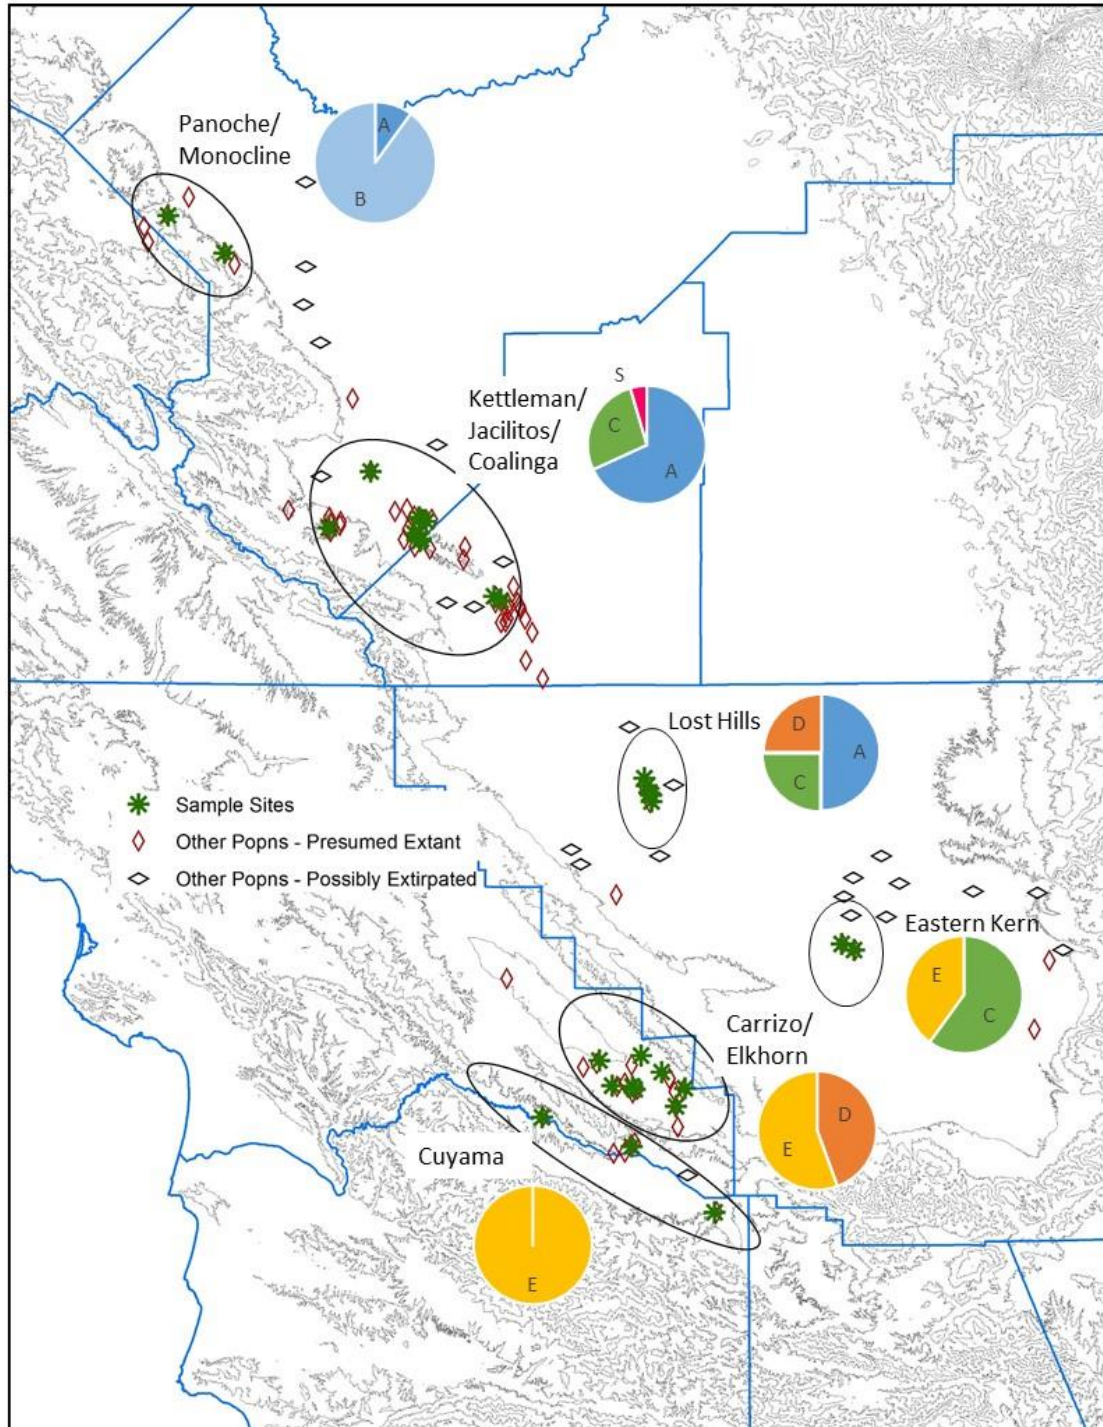 Panoche/
Monocline
A
B
Kettleman/
Jacilitos/
Coalinga
S
C
A
Lost Hills
D
A
C
Sample Sites
Other Popns - Presumed Extant
Other Popns - Possibly Extirpated
Eastern Kern
E
C
Carrizo/
Elkhorn
D
E
Cuyama
E